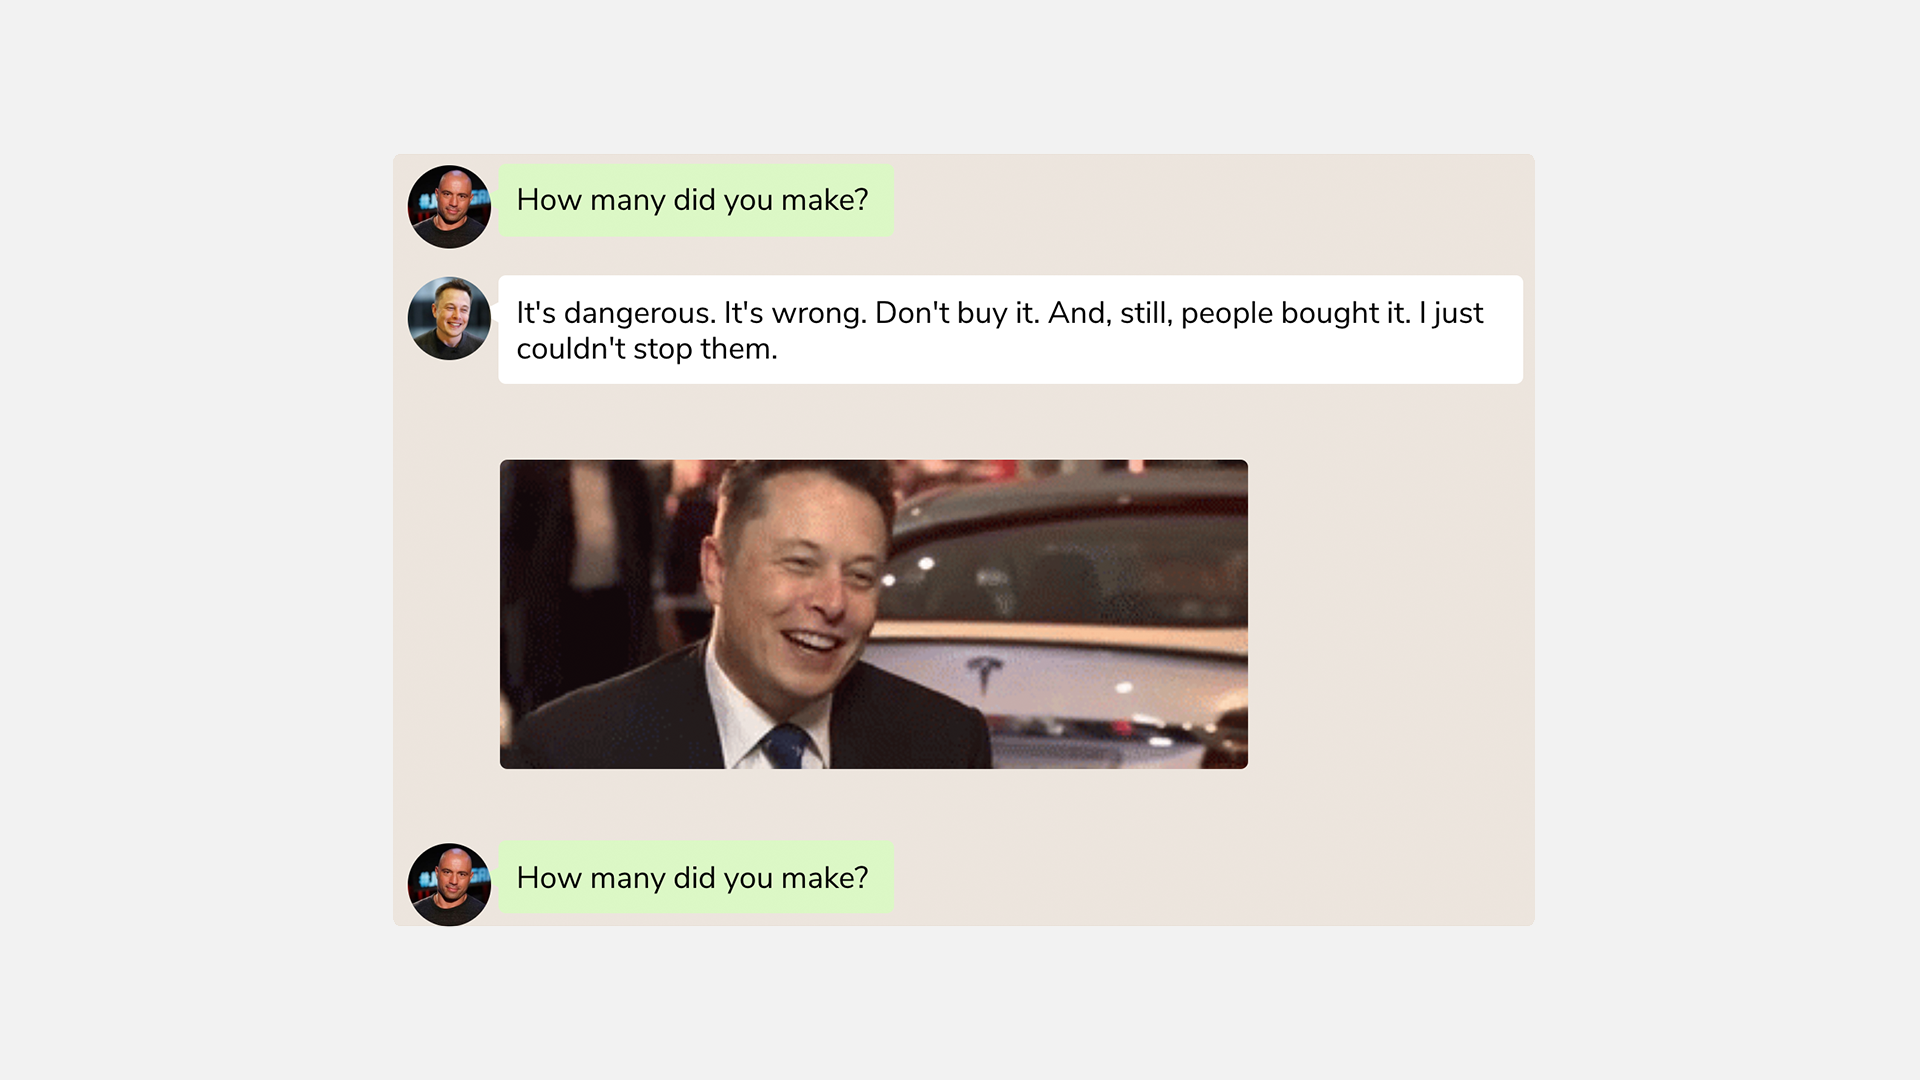 How many did you make?
It's dangerous. It's wrong. Don't buy it. And, still, people bought it. I just
couldn't stop them.
How many did you make?